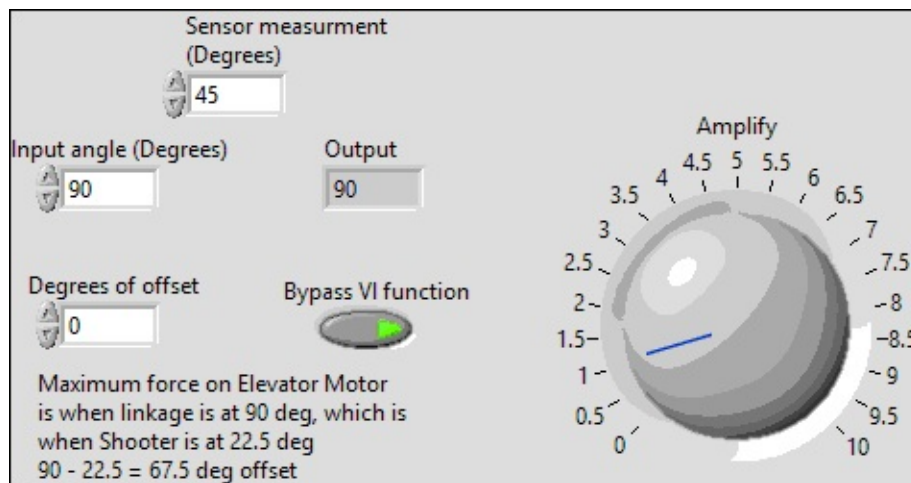 Sensor measurment
(Degrees)
45
Input angle (Degrees)
90
Output
90
Degrees of offset
0
Bypass VI function
Maximum force on Elevator Motor
is when linkage is at 90 deg, which is
when Shooter is at 22.5 deg
90 - 22.5 = 67.5 deg offset
Amplify
0
0.5
1
1.5
2
2.5
3
3.5
4
4.5
5
5.5
6
6.5
7
7.5
8
8.5
9
9.5
10